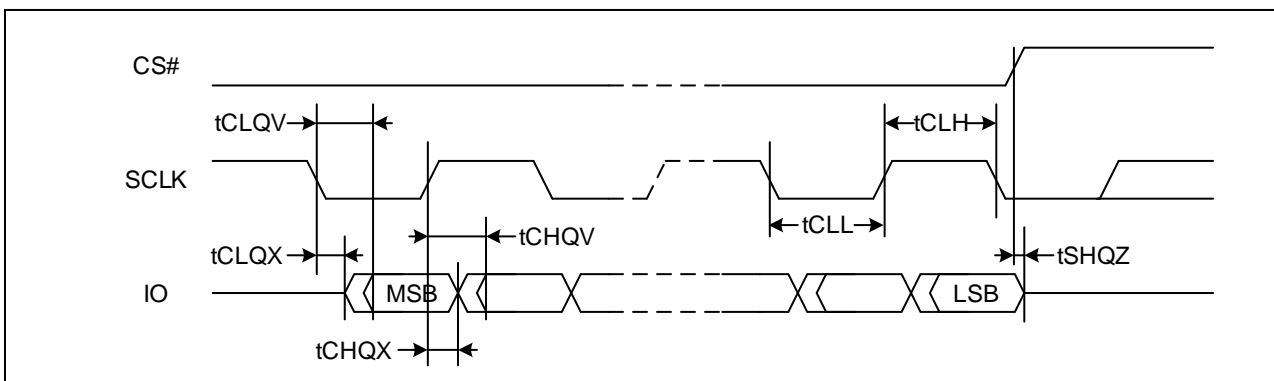 CS#
tCLQV
tCLH
SCLK
tCLL
tCHQV
tCLQX
tSHQZ
IO
MSB
LSB
tCHQX